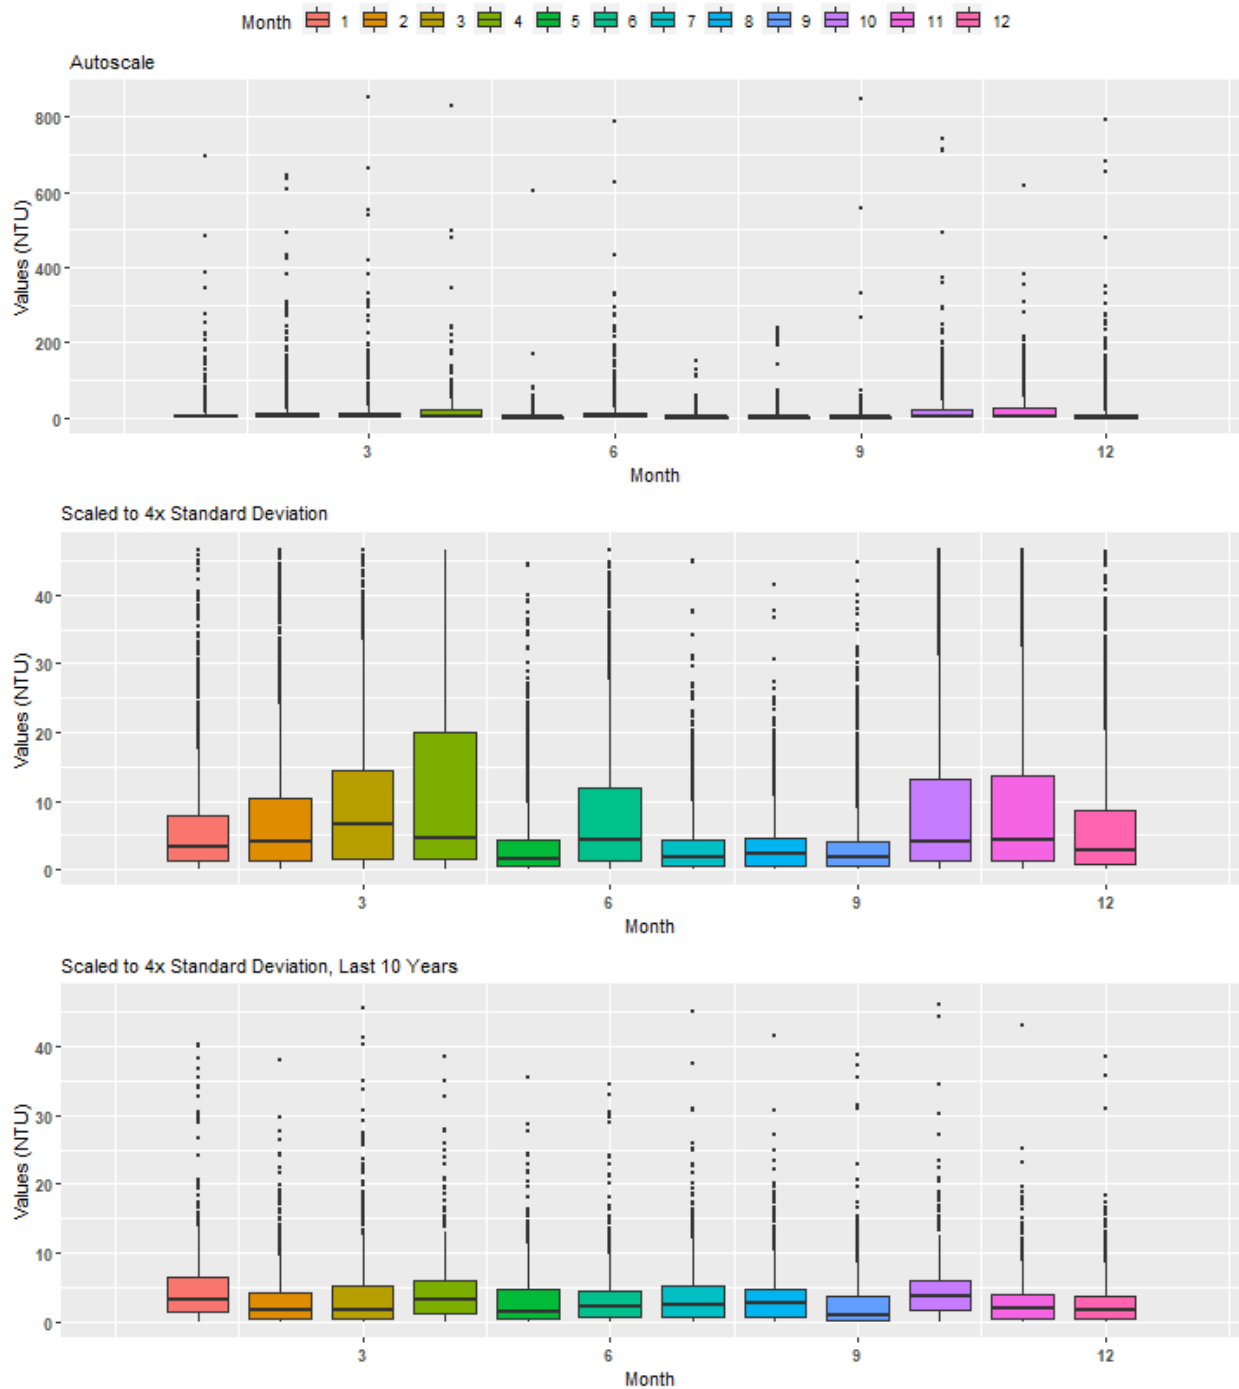 Month 1 2 3 4 5 6 7 8 9 10 11 12
Autoscale
Values (NTU)
800
600
400
200
0
3 6 9 12
Month
Scaled to 4x Standard Deviation
Values (NTU)
40
30
20
10
0
3 6 9 12
Month
Scaled to 4x Standard Deviation, Last 10 Years
Values (NTU)
40
30
20
10
0
3 6 9 12
Month